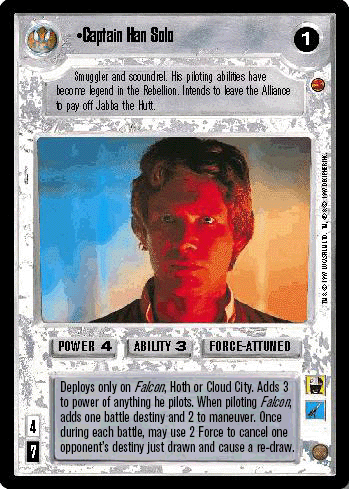 •Captain Han Solo
1
Smuggler and scoundrel. His piloting abilities have
become legend in the Rebellion. Intends to leave the Alliance
to pay off Jabba the Hutt.
POWER 4
ABILITY 3
FORCE-ATTUNED
Deploys only on Falcon, Hoth or Cloud City. Adds 3
to power of anything he pilots. When piloting Falcon,
adds one battle destiny and 2 to maneuver. Once
during each battle, may use 2 Force to cancel one
opponent's destiny just drawn and cause a re-draw.
4
7